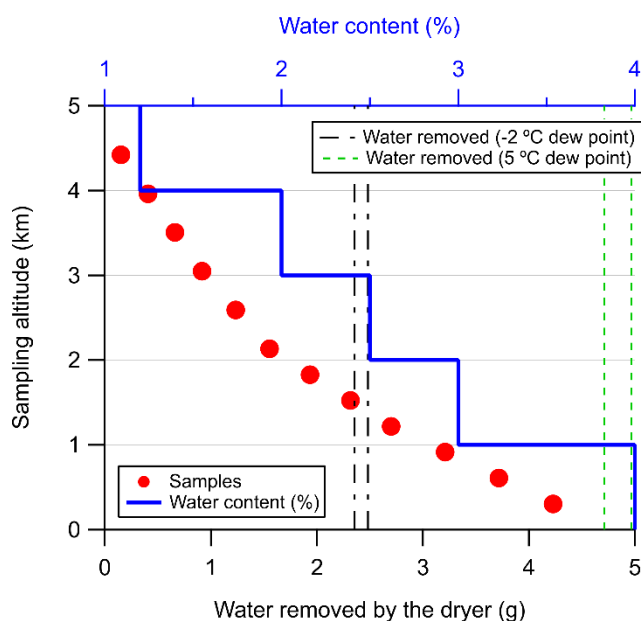 Water content (%)
1 2 3 4
5
4
3
2
1
0
Sampling altitude (km)
Water removed (-2 ºC dew point)
Water removed (5 ºC dew point)
Samples
Water content (%)
0 1 2 3 4 5
Water removed by the dryer (g)